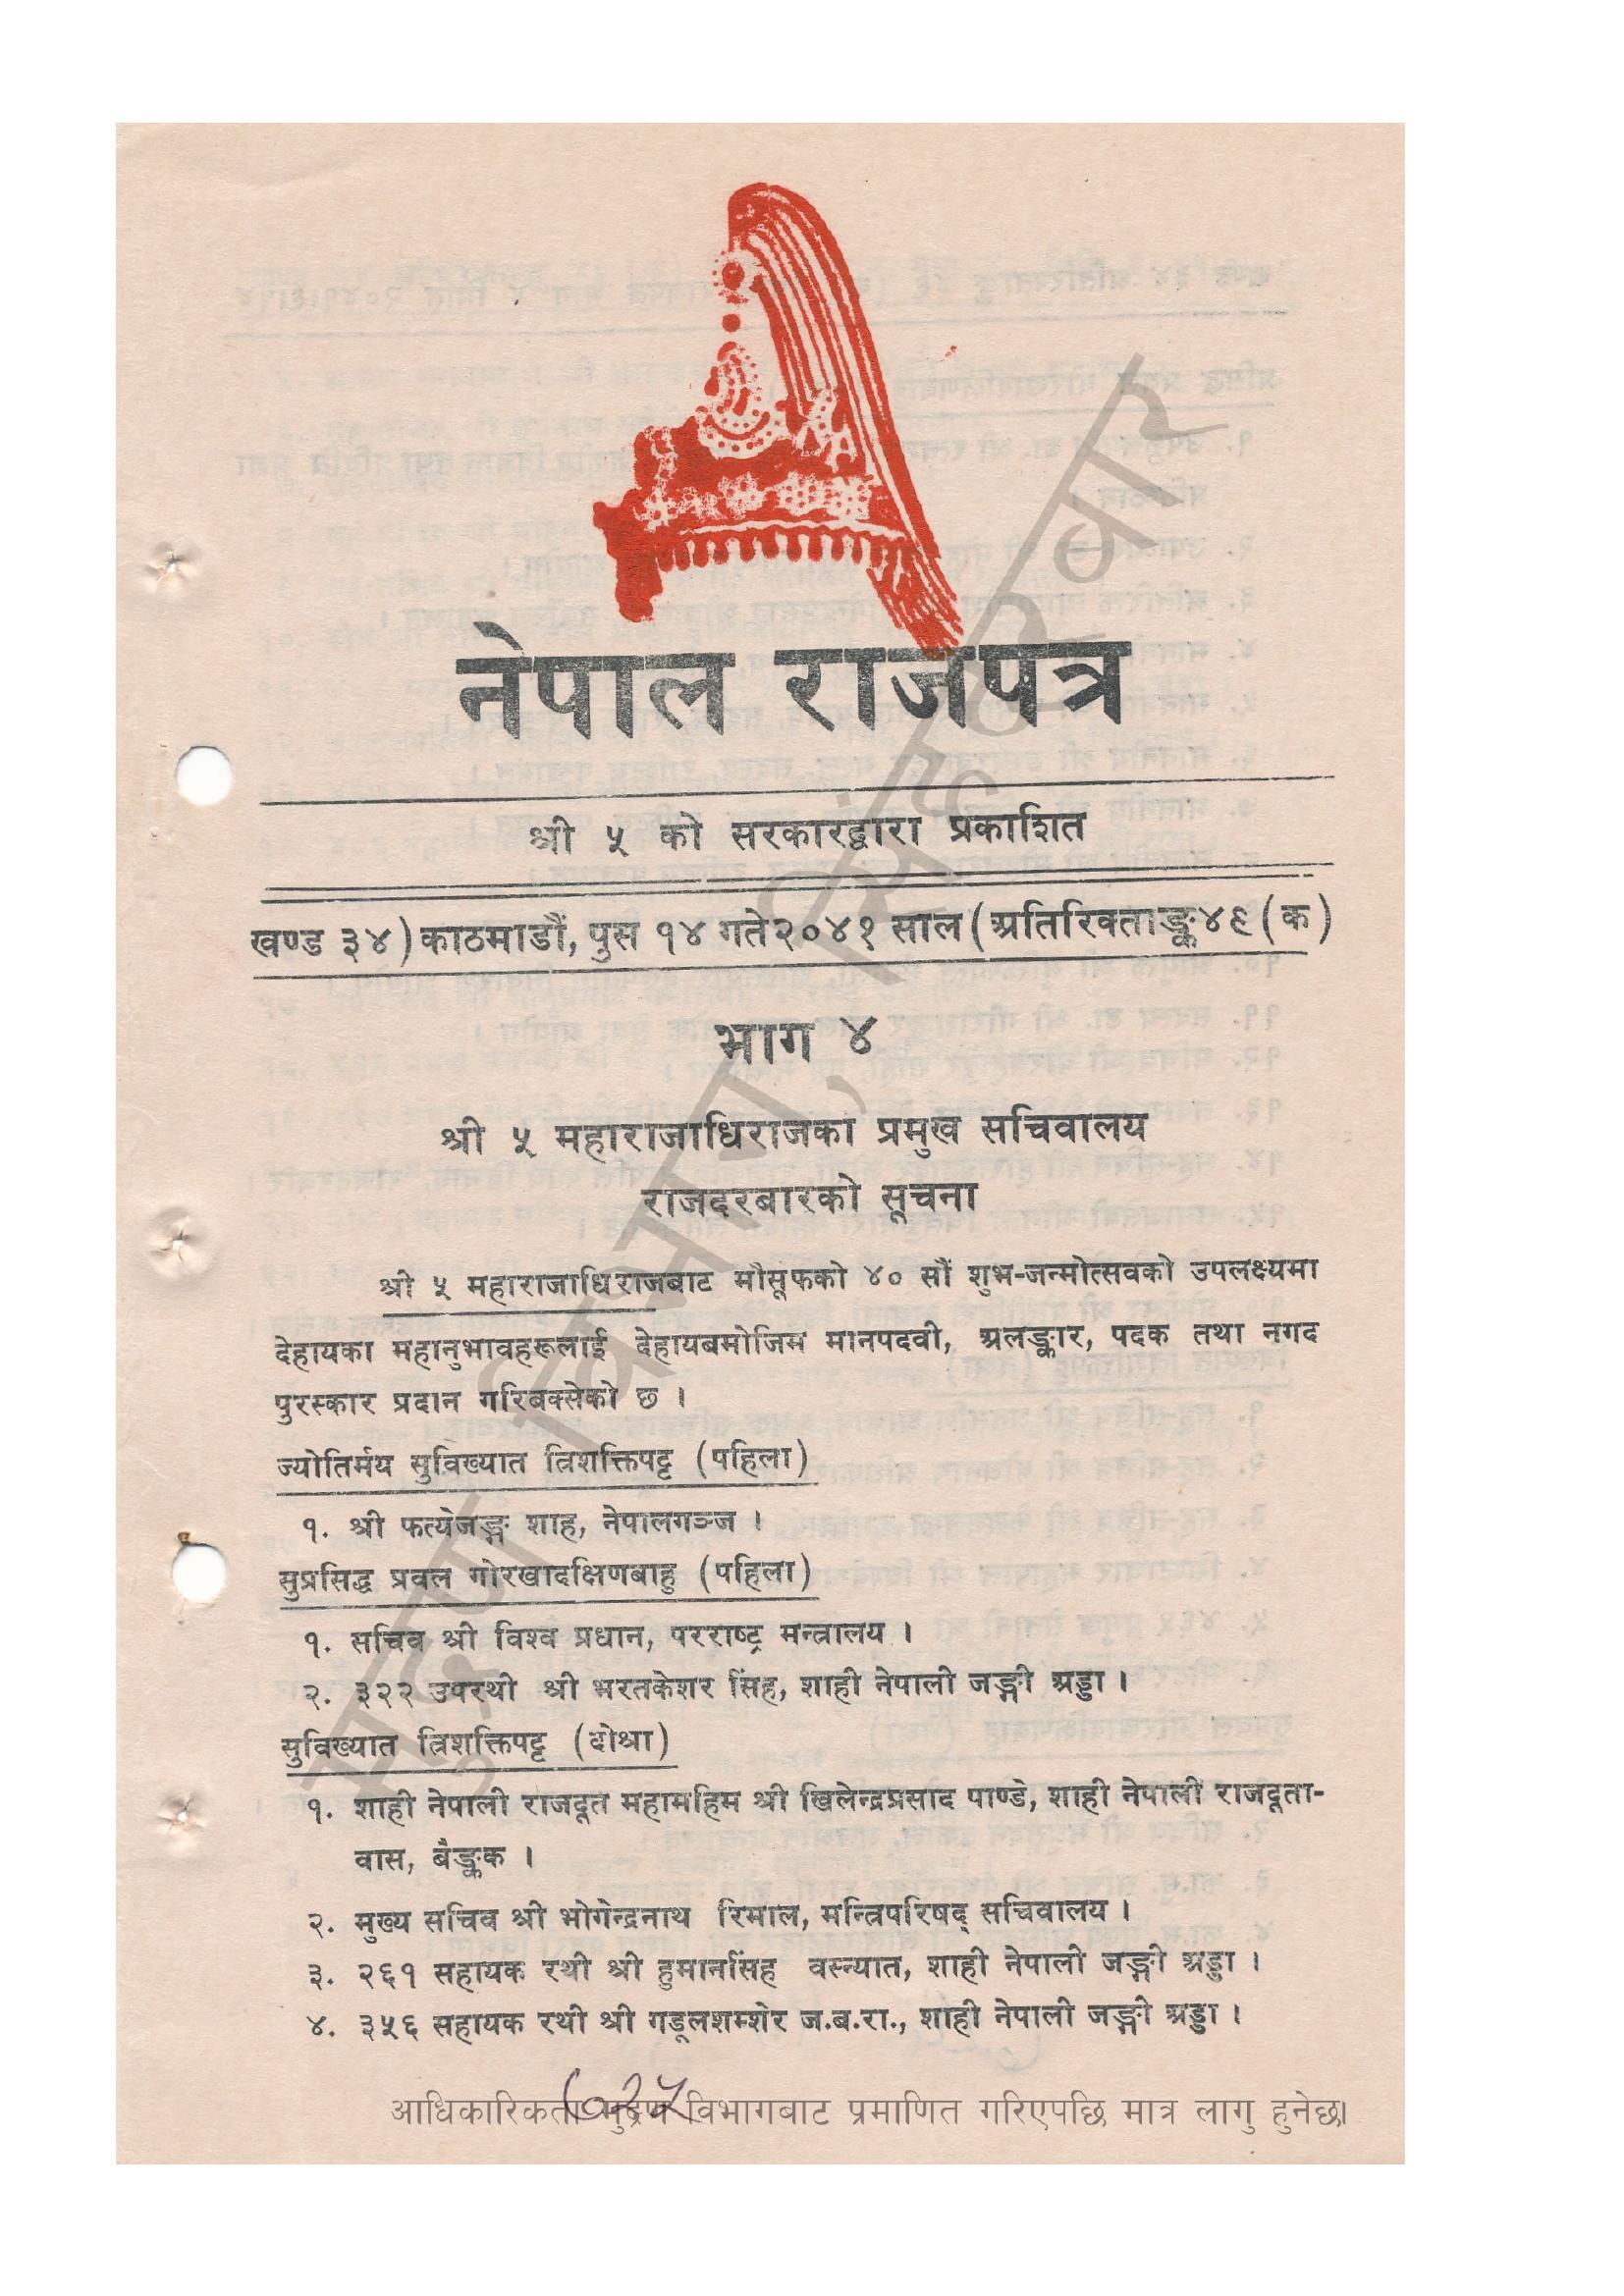 नेपाल राजपत्र
श्री ५ को सरकारद्वारा प्रकाशित
खण्ड ३४) काठमाडौं, पुस १४ गते २०४१ साल (अतिरिक्ताङ्क ४९ (क)
भाग ४
श्री ५ महाराजाधिराजका प्रमुख सचिवालय
राजदरबारको सूचना
श्री ५ महाराजाधिराजबाट मौसूफको ४० सौं शुभ-जन्मोत्सवको उपलक्ष्यमा
देहायका महानुभावहरूलाई देहायबमोजिम मानपदवी, अलङ्कार, पदक तथा नगद
पुरस्कार प्रदान गरिबक्सेको छ ।
ज्योतिर्मय सुविख्यात त्रिशक्तिपट्ट (पहिला)
१. श्री फत्येजङ्ग शाह, नेपालगञ्ज ।
सुप्रसिद्ध प्रवल गोरखादक्षिणबाहु (पहिला)
१. सचिव श्री विश्व प्रधान, परराष्ट्र मन्त्रालय ।
२. ३२२ उपरथी श्री भरतकेशर सिंह, शाही नेपाली जङ्गी अड्डा ।
सुविख्यात त्रिशक्तिपट्ट (दोश्रा)
१. शाही नेपाली राजदूत महामहिम श्री खिलेन्द्रप्रसाद पाण्डे, शाही नेपाली राजदूता-
वास, बैङ्कक ।
२. मुख्य सचिव श्री भोगेन्द्रनाथ रिमाल, मन्त्रिपरिषद् सचिवालय ।
३. २६१ सहायक रथी श्री हुमानसिंह वस्न्यात, शाही नेपाली जङ्गी अड्डा ।
४. ३५६ सहायक रथी श्री गडूलशम्शेर ज.ब.रा., शाही नेपाली जङ्गी अड्डा ।
७२५
आधिकारिकता मुद्रण विभागबाट प्रमाणित गरिएपछि मात्र लागु हुनेछ।
मुद्रण विभाग, सिंहदरवार